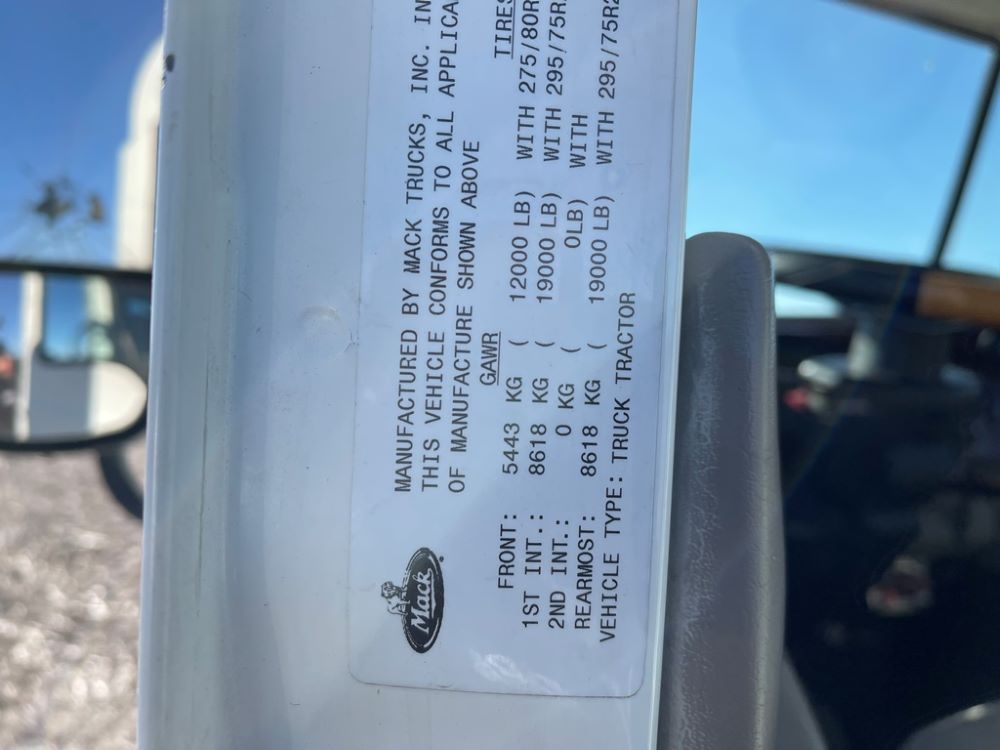 Mack
MANUFACTURED BY MACK TRUCKS, INC. IN
THIS VEHICLE CONFORMS TO ALL
OF MANUFACTURE SHOWN ABOVE
GAWR TIRES
FRONT: 5443 KG ( 12000 LB) WITH 275/80R
1ST INT.: 8618 KG ( 19000 LB) WITH 295/75R
2ND INT.: 0 KG ( 0LB) WITH
REARMOST: 8618 KG ( 19000 LB) WITH 295/75R2
VEHICLE TYPE: TRUCK TRACTOR